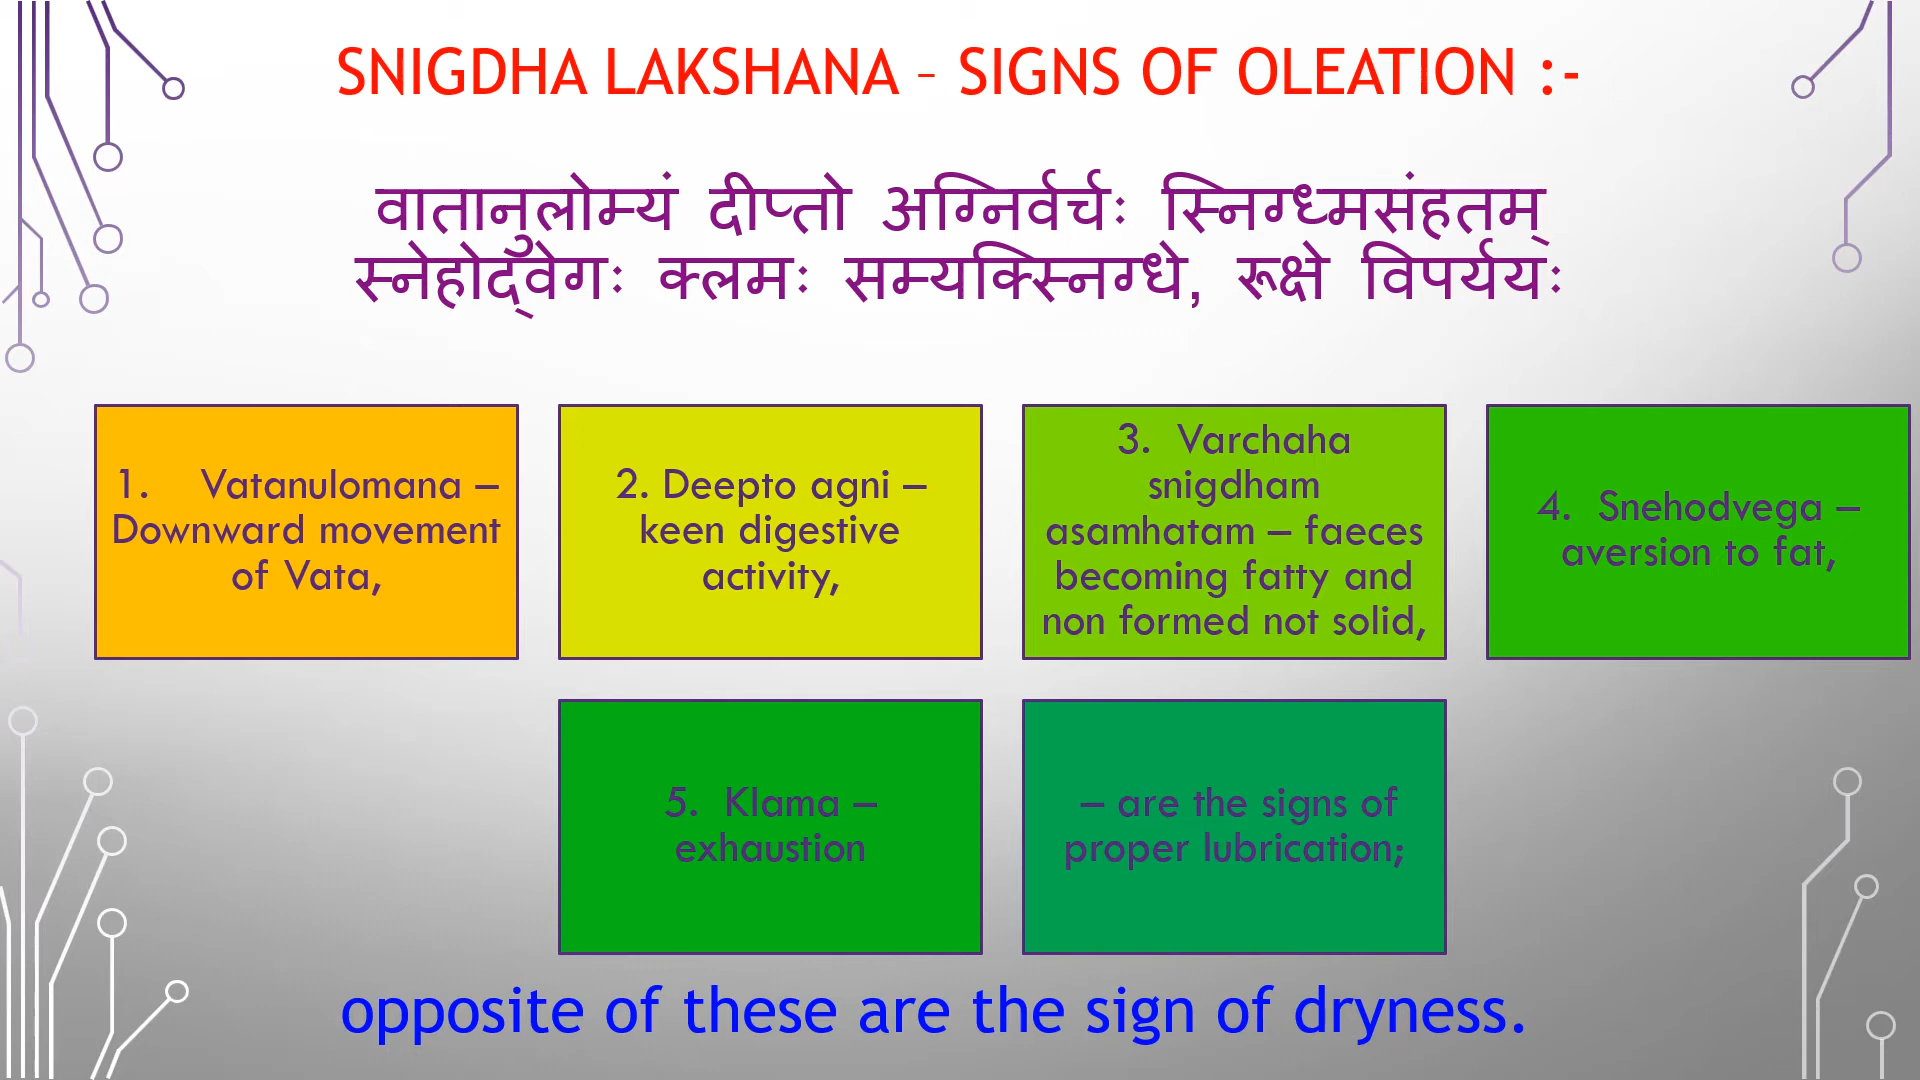 SNIGDHA LAKSHANA – SIGNS OF OLEATION :-
वातानुलोम्यं दीप्तो अग्निर्वर्चः स्निग्ध्मसंहतम्
स्नेहोद्वेगः क्लमः सम्यक्स्निग्धे, रूक्षे विपर्ययः
1. Vatanulomana –
Downward movement
of Vata,
2. Deepto agni –
keen digestive
activity,
3. Varchaha
snigdham
asamhatam – faeces
becoming fatty and
non formed not solid,
4. Snehodvega –
aversion to fat,
5. Klama –
exhaustion
– are the signs of
proper lubrication;
opposite of these are the sign of dryness.